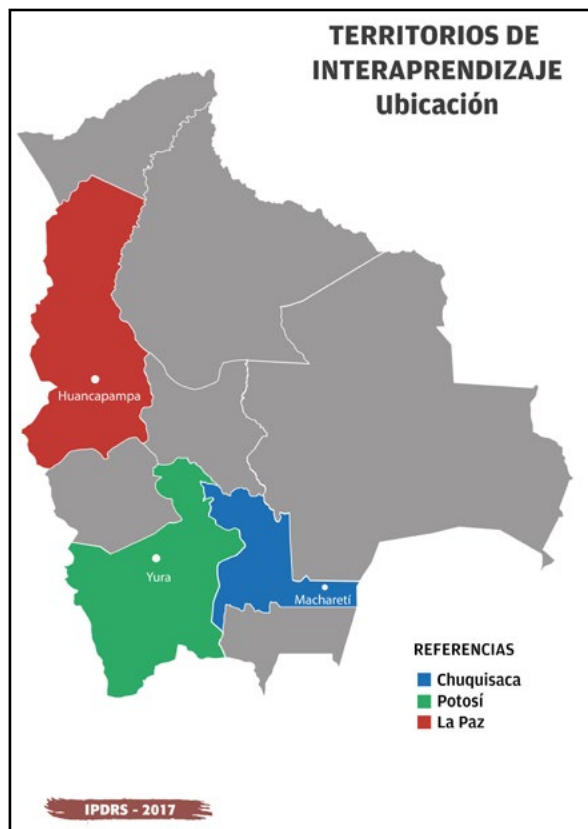 TERRITORIOS DE
INTERAPRENDIZAJE
Ubicación
Huancapampa
Yura
Macharetí
REFERENCIAS
Chuquisaca
Potosí
La Paz
IPDRS - 2017